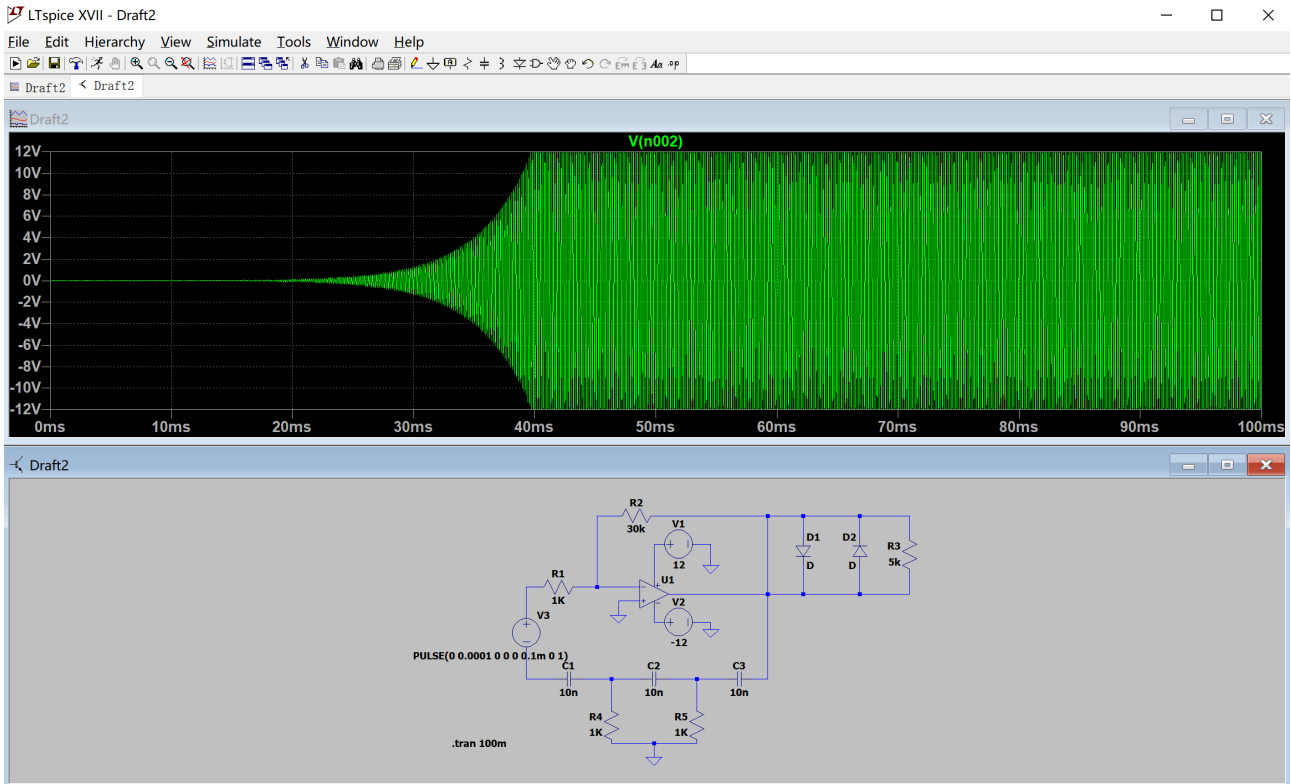 LTspice XVII - Draft2
File Edit Hierarchy View Simulate Tools Window Help
Draft2 Draft2
Draft2
V(n002)
12V
10V
8V
6V
4V
2V
0V
-2V
-4V
-6V
-8V
-10V
-12V
0ms 10ms 20ms 30ms 40ms 50ms 60ms 70ms 80ms 90ms 100ms
Draft2
R2
30k
V1
12
D1
D
D2
D
R3
5k
R1
1K
U1
V2
-12
V3
PULSE(0 0.0001 0 0 0 0.1m 0 1)
C1
10n
C2
10n
C3
10n
R4
1K
R5
1K
.tran 100m